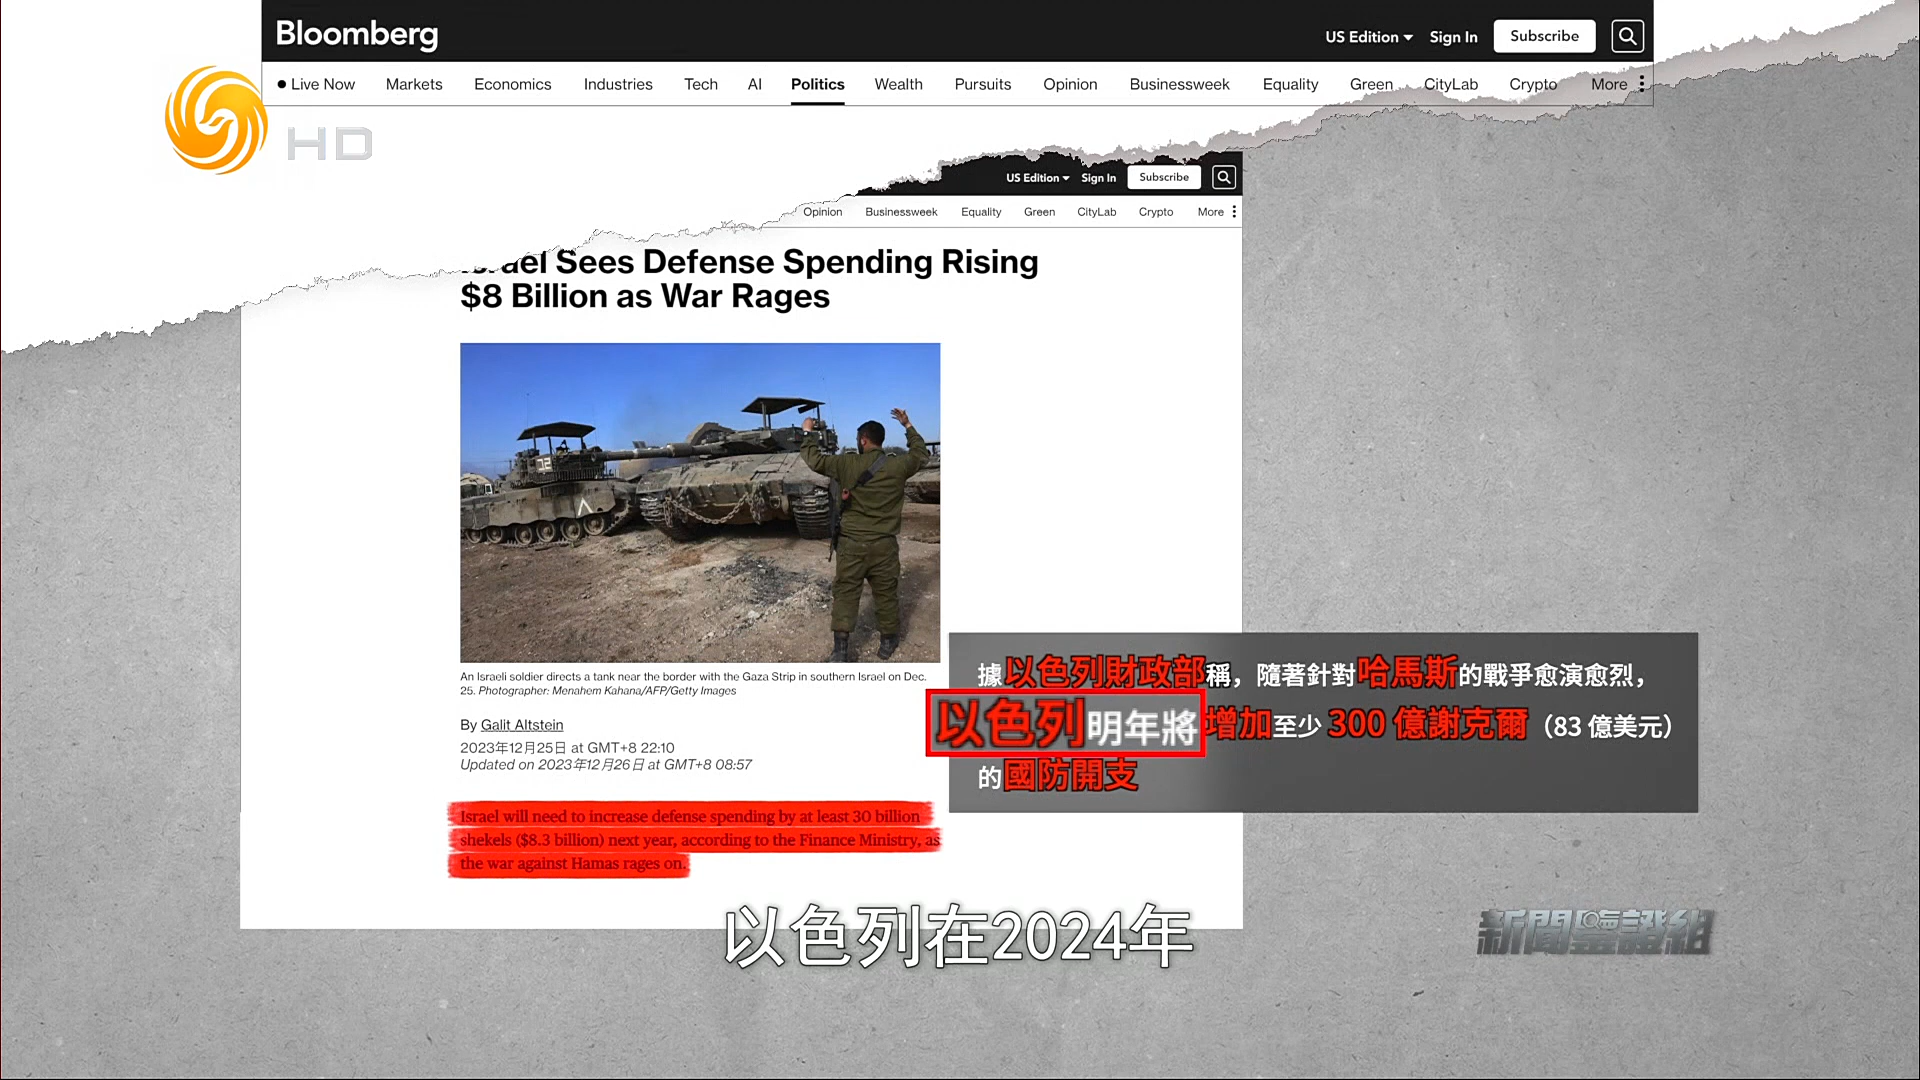 Bloomberg
US Edition Sign In Subscribe
Live Now Markets Economics Industries Tech AI Politics Wealth Pursuits Opinion Businessweek Equality Green CityLab Crypto More
HD
US Edition Sign In Subscribe
Opinion Businessweek Equality Green CityLab Crypto More
Israel Sees Defense Spending Rising
$8 Billion as War Rages
An Israeli soldier directs a tank near the border with the Gaza Strip in southern Israel on Dec.
25. Photographer: Menahem Kahana/AFP/Getty Images
By Galit Altstein
2023年12月25日 at GMT+8 22:10
Updated on 2023年12月26日 at GMT+8 08:57
Israel will need to increase defense spending by at least 30 billion
shekels ($8.3 billion) next year, according to the Finance Ministry, as
the war against Hamas rages on.
據以色列財政部稱，隨著針對哈馬斯的戰爭愈演愈烈，
以色列明年將增加至少 300 億謝克爾（83 億美元）
的國防開支
以色列在2024年
新聞鑒證組